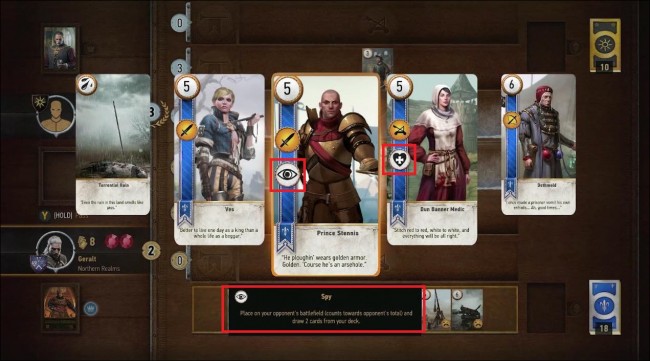 0
3
3
10
5
5
5
6
Torrential Rain
"Even the rain in this land smells like piss."
Ves
"Better to live one day as a king than a whole life as a beggar."
Prince Stennis
"He ploughin' wears golden armor. Golden. 'Course he's an arsehole."
Dun Banner Medic
"Stitch red to red, white to white, and everything will be all right."
Dethmold
(HOLD)
Y
8
2
Geralt
Northern Realms
0
Spy
Place on your opponent's battlefield (counts towards opponent's total) and
draw 2 cards from your deck.
10